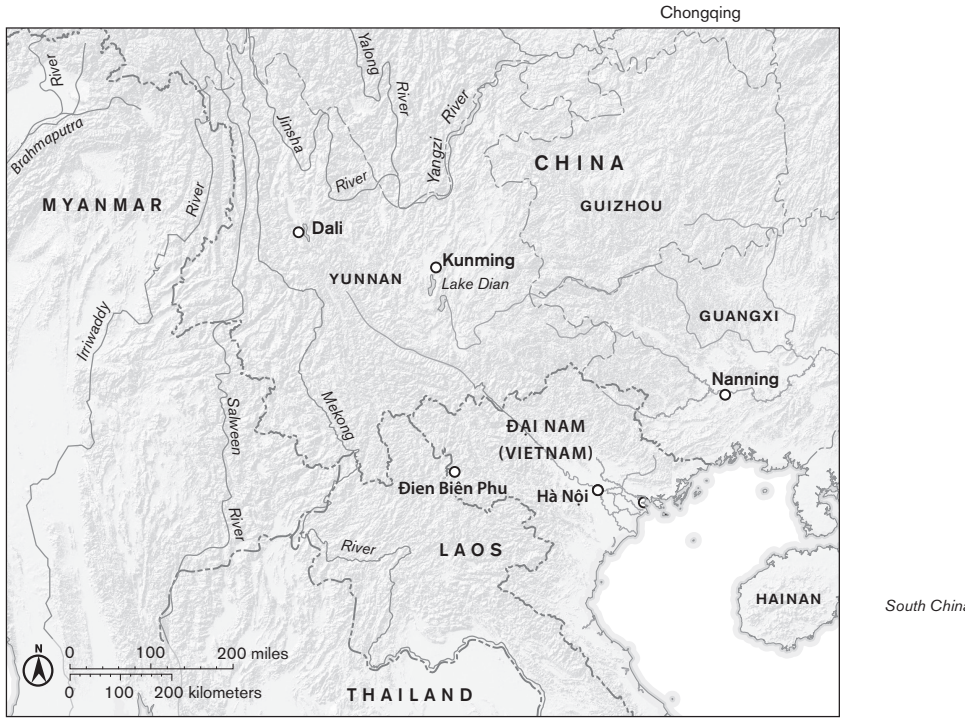 Chongqing
River
Yalong
River
Jinsha
River
Yangzi
River
Brahmaputra
CHINA
MYANMAR
River
GUIZHOU
Dali
Kunming
Lake Dian
YUNNAN
Irriwaddy
GUANGXI
Nanning
Salween
Mekong
ĐẠI NAM
(VIETNAM)
Đien Biên Phu
Hà Nội
River
River
LAOS
HAINAN
South China
N
0 100 200 miles
0 100 200 kilometers
THAILAND